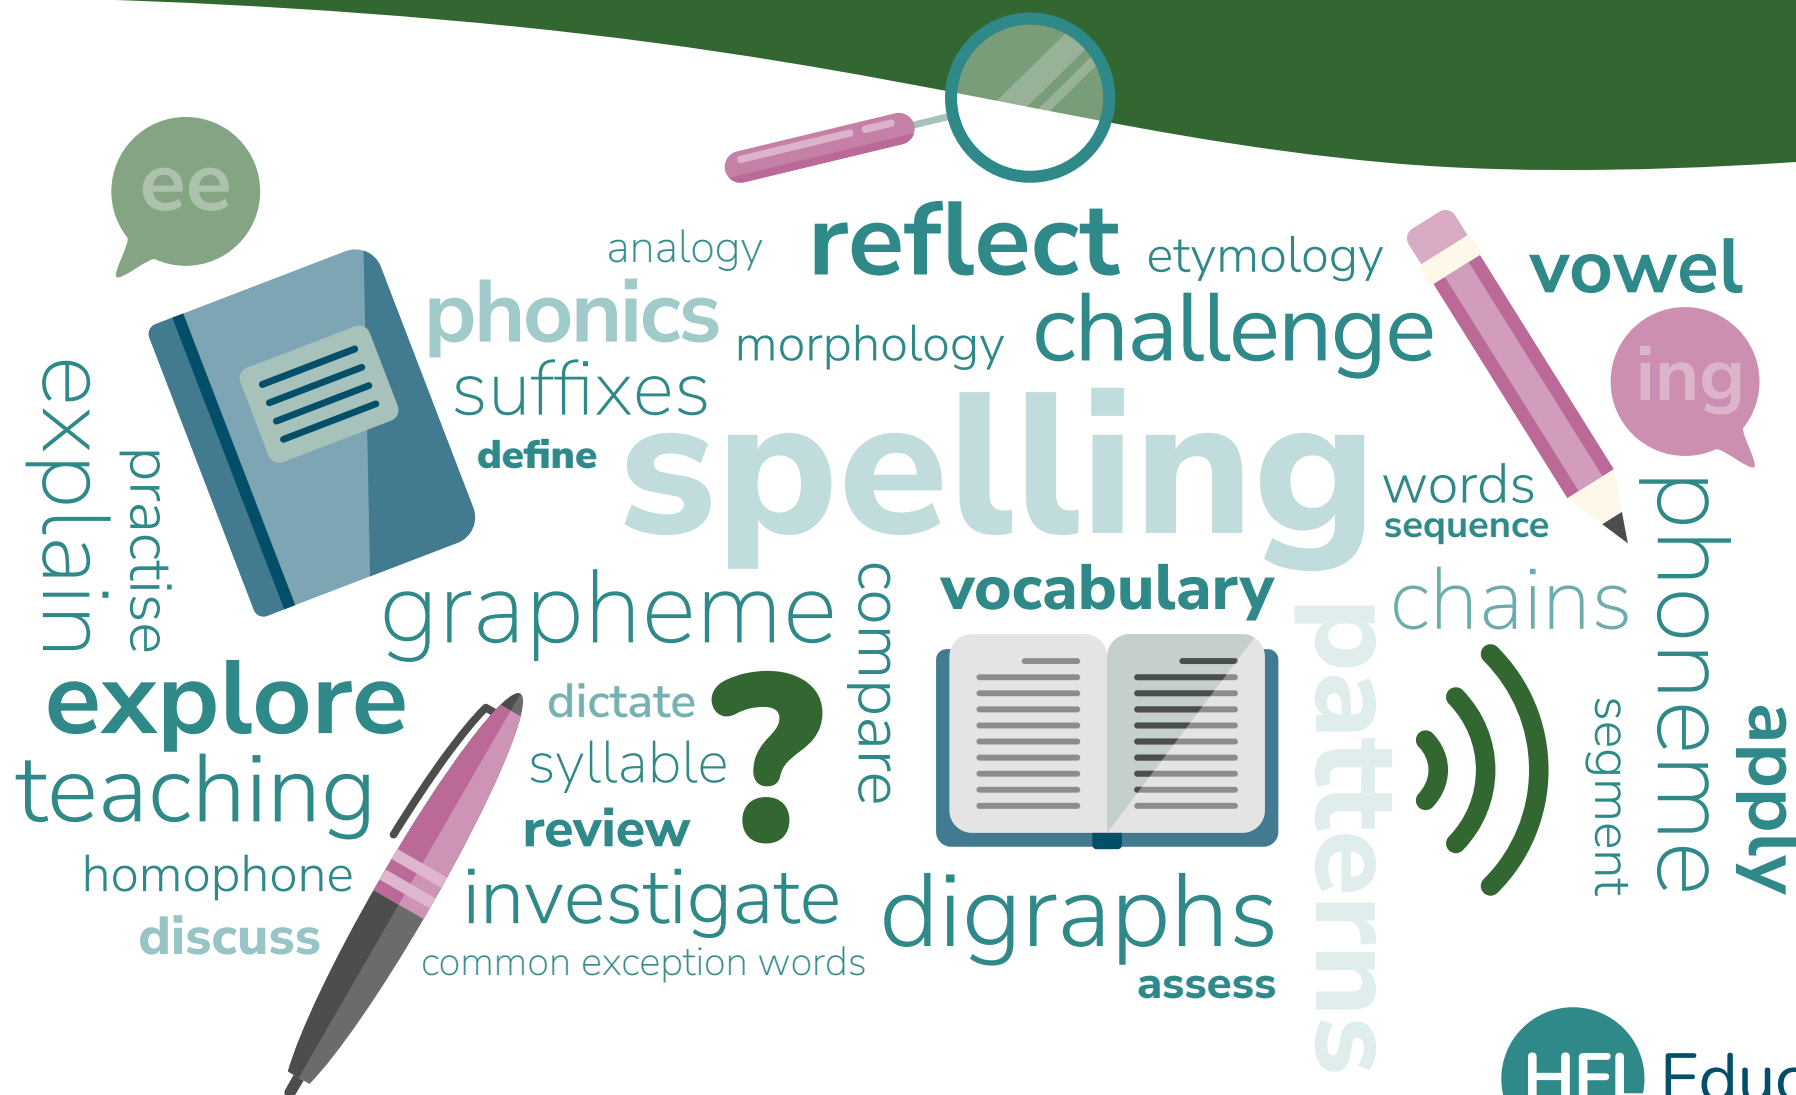 ee
analogy
reflect
etymology
vowel
phonics
morphology
challenge
ing
suffixes
define
spelling
words
sequence
explain
practise
grapheme
compare
vocabulary
patterns
chains
phoneme
explore
dictate
syllable
teaching
review
segment
apply
homophone
investigate
digraphs
discuss
common exception words
assess
HFL